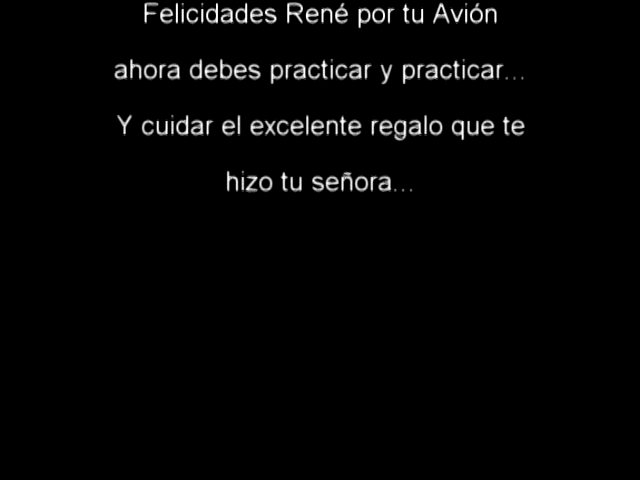 Felicidades René por tu Avión
ahora debes practicar y practicar...
Y cuidar el excelente regalo que te
hizo tu señora...